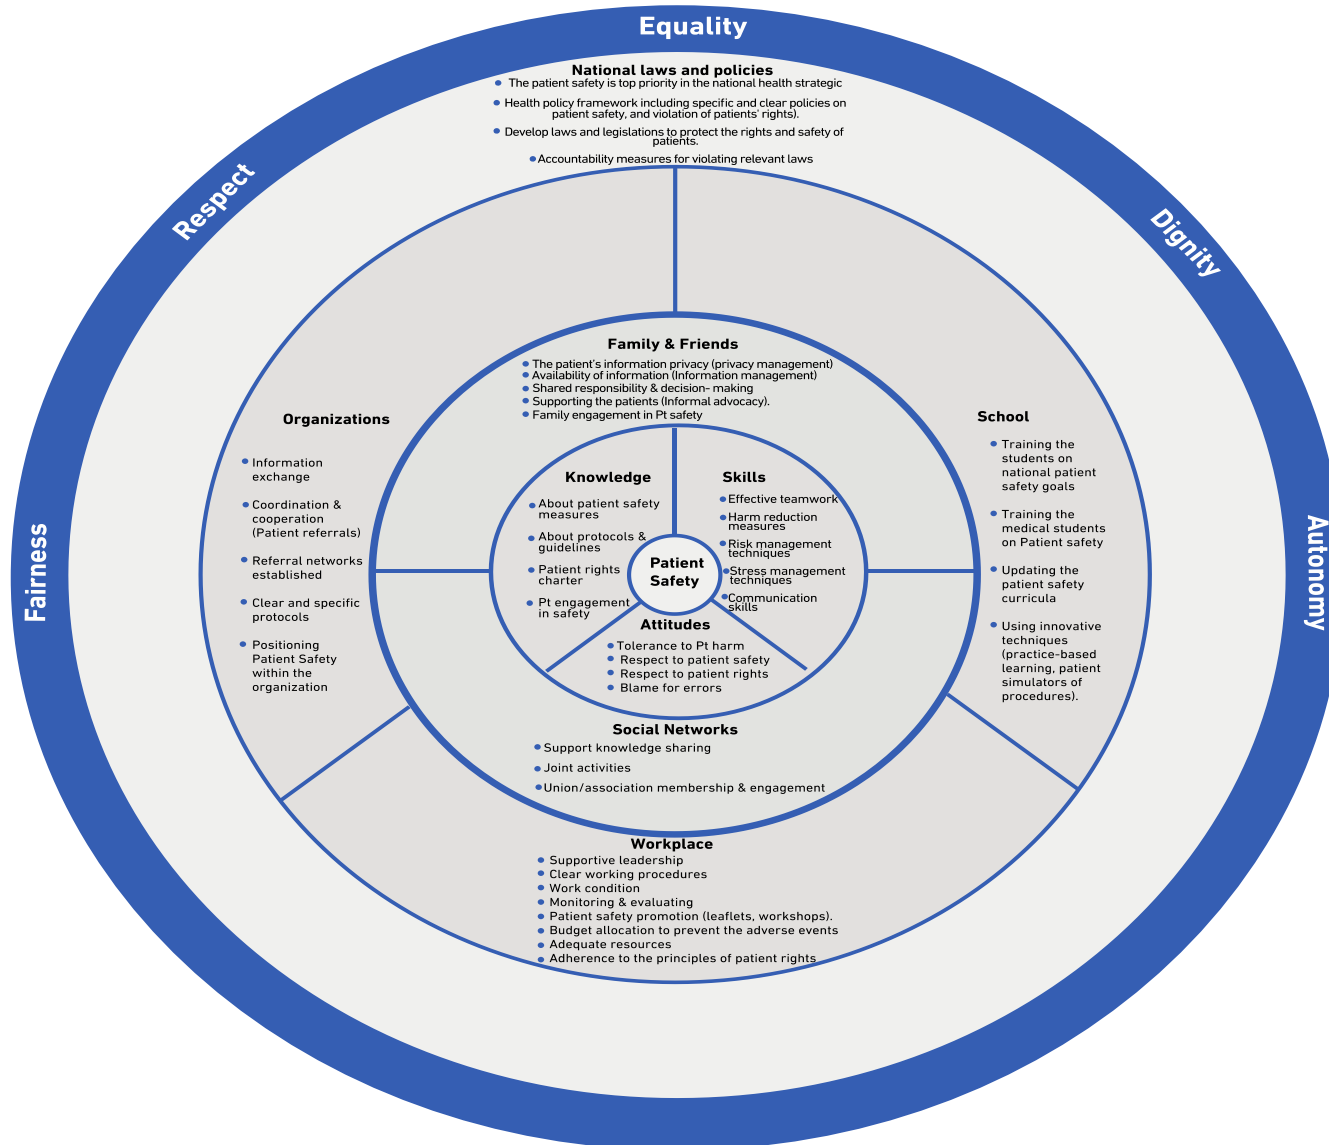 Equality
Respect
Dignity
Fairness
Autonomy
National laws and policies
The patient safety is top priority in the national health strategic
Health policy framework including specific and clear policies on
patient safety, and violation of patients' rights).
Develop laws and legislations to protect the rights and safety of
patients.
Accountability measures for violating relevant laws
Organizations
Information
exchange
Coordination &
cooperation
(Patient referrals)
Referral networks
established
Clear and specific
protocols
Positioning
Patient Safety
within the
organization
School
Training the
students on
national patient
safety goals
Training the
medical students
on Patient safety
Updating the
patient safety
curricula
Using innovative
techniques
(practice-based
learning, patient
simulators of
procedures).
Family & Friends
The patient's information privacy (privacy management)
Availability of information (Information management)
Shared responsibility & decision- making
Supporting the patients (Informal advocacy).
Family engagement in Pt safety
Knowledge
About patient safety
measures
About protocols &
guidelines
Patient rights
charter
Pt engagement
in safety
Skills
Effective teamwork
Harm reduction
measures
Risk management
techniques
Stress management
techniques
Communication
skills
Patient
Safety
Attitudes
Tolerance to Pt harm
Respect to patient safety
Respect to patient rights
Blame for errors
Social Networks
Support knowledge sharing
Joint activities
Union/association membership & engagement
Workplace
Supportive leadership
Clear working procedures
Work condition
Monitoring & evaluating
Patient safety promotion (leaflets, workshops).
Budget allocation to prevent the adverse events
Adequate resources
Adherence to the principles of patient rights